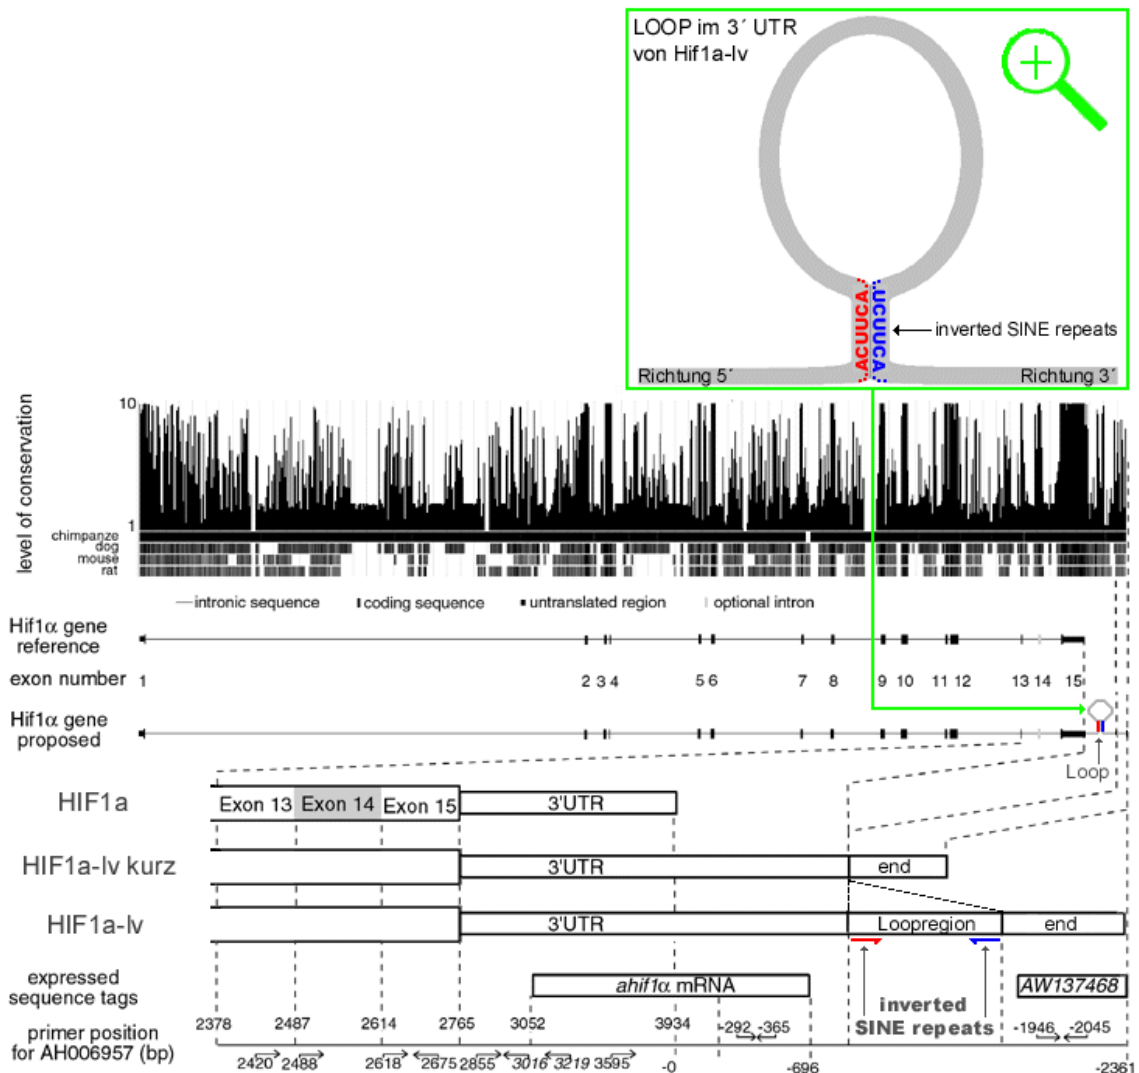 LOOP im 3´ UTR
von Hif1a-lv
ACUUCA
UCUUCA
inverted SINE repeats
Richtung 5´
Richtung 3´
level of conservation
10
1
chimpanze
dog
mouse
rat
intronic sequence
coding sequence
untranslated region
optional intron
Hif1α gene
reference
exon number 1 2 3 4 5 6 7 8 9 10 11 12 13 14 15
Hif1α gene
proposed
Loop
HIF1a
Exon 13 Exon 14 Exon 15 3'UTR
HIF1a-lv kurz 3'UTR end
HIF1a-lv 3'UTR Loopregion end
expressed
sequence tags
ahif1α mRNA
AW137468
inverted
SINE repeats
primer position
for AH006957 (bp)
2378 2487 2614 2765 3052 3934 -292 -365 -1946 -2045
2420 2488 2618 2675 2855 3016 3219 3595 -0 -696 -2361